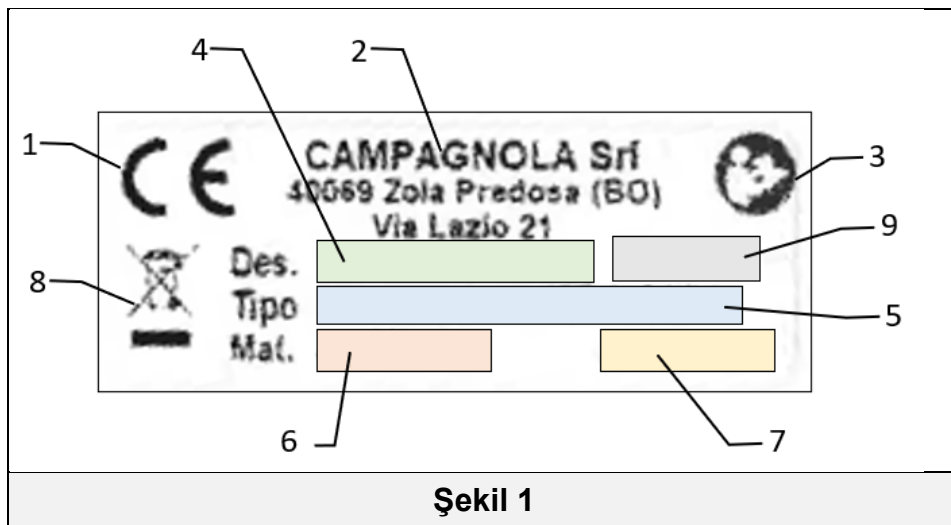 4
2
1
CE
CAMPAGNOLA Srl
3
40069 Zola Predosa (BO)
Via Lazio 21
9
8
Des.
Tipo
5
Mat.
6
7
Şekil 1